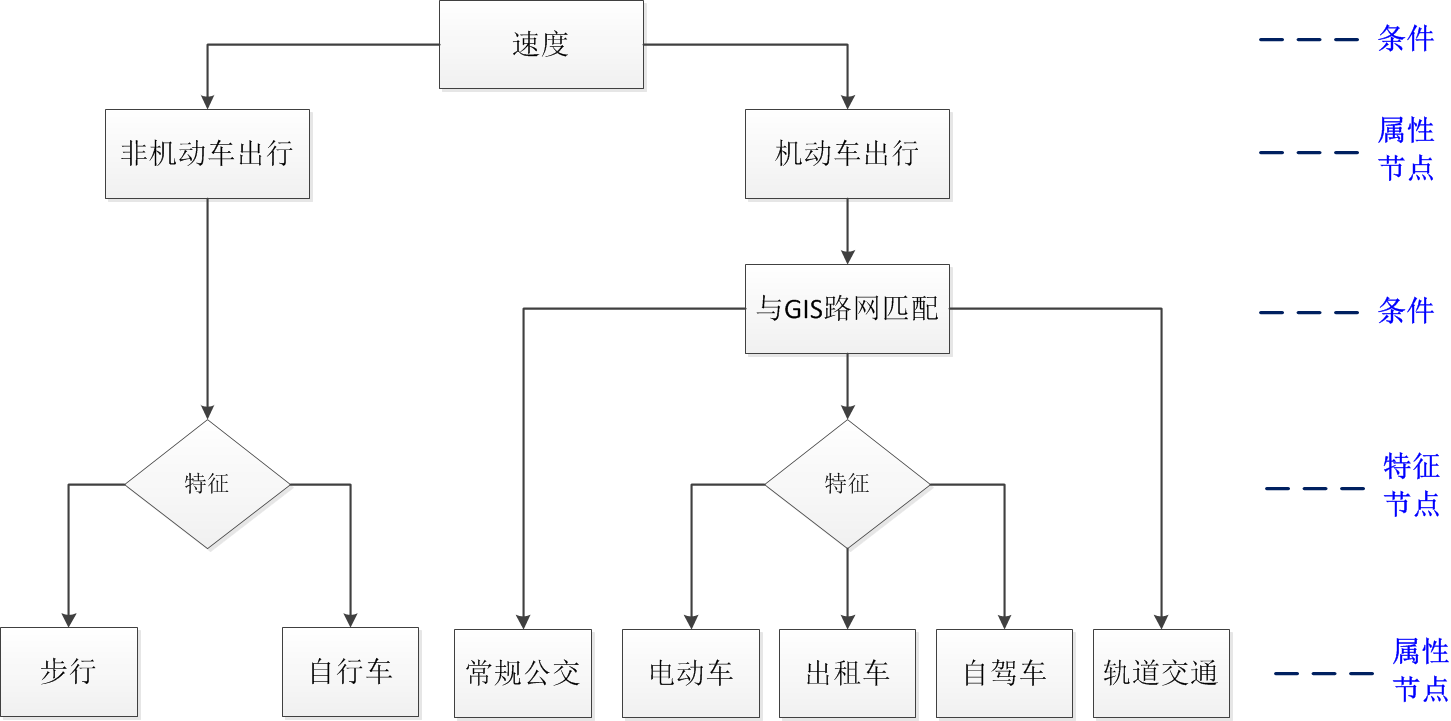 速度
条件
非机动车出行
机动车出行
属性
节点
与GIS路网匹配
条件
特征
特征
特征
节点
步行
自行车
常规公交
电动车
出租车
自驾车
轨道交通
属性
节点